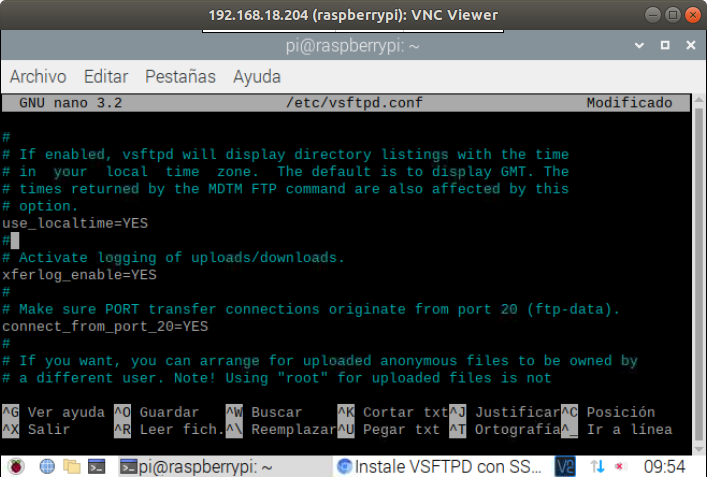 192.168.18.204 (raspberrypi): VNC Viewer
pi@raspberrypi: ~
Archivo Editar Pestañas Ayuda
GNU nano 3.2 /etc/vsftpd.conf Modificado
#
# If enabled, vsftpd will display directory listings with the time
# in  your  local  time  zone.  The default is to display GMT. The
# times returned by the MDTM FTP command are also affected by this
# option.
use_localtime=YES
#
# Activate logging of uploads/downloads.
xferlog_enable=YES
#
# Make sure PORT transfer connections originate from port 20 (ftp-data).
connect_from_port_20=YES
#
# If you want, you can arrange for uploaded anonymous files to be owned by
# a different user. Note! Using "root" for uploaded files is not
^G Ver ayuda ^O Guardar ^W Buscar ^K Cortar txt ^J Justificar ^C Posición
^X Salir ^R Leer fich. ^\ Reemplazar ^U Pegar txt ^T Ortografía ^_ Ir a línea
pi@raspberrypi: ~ Instale VSFTPD con SS... V2 09:54